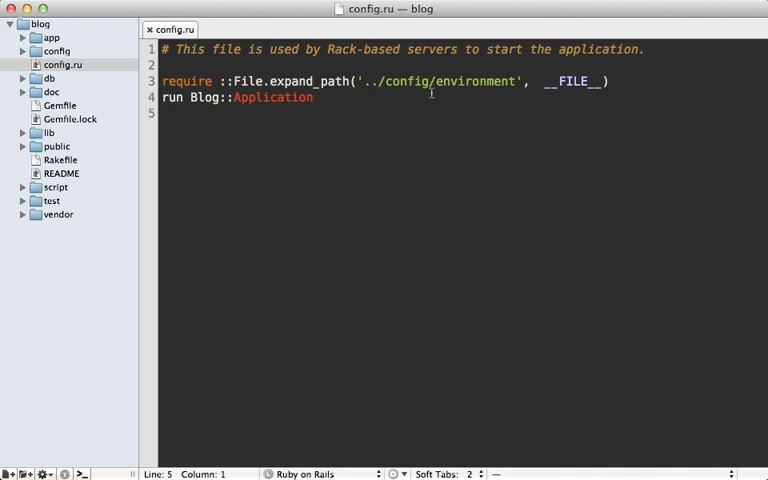 config.ru — blog
blog
app
config
config.ru
db
doc
Gemfile
Gemfile.lock
lib
public
Rakefile
README
script
test
vendor
config.ru
1 # This file is used by Rack-based servers to start the application.
2
3 require ::File.expand_path('../config/environment',  __FILE__)
4 run Blog::Application
5
Line: 5 Column: 1
Ruby on Rails
Soft Tabs: 2
—